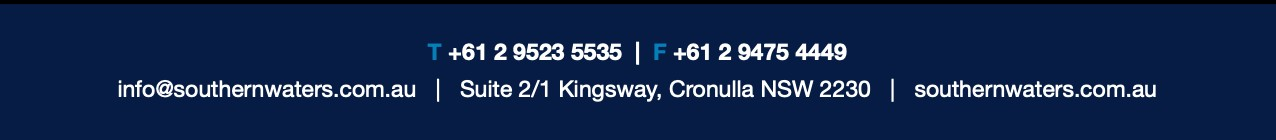 T +61 2 9523 5535 | F +61 2 9475 4449
info@southernwaters.com.au | Suite 2/1 Kingsway, Cronulla NSW 2230 | southernwaters.com.au